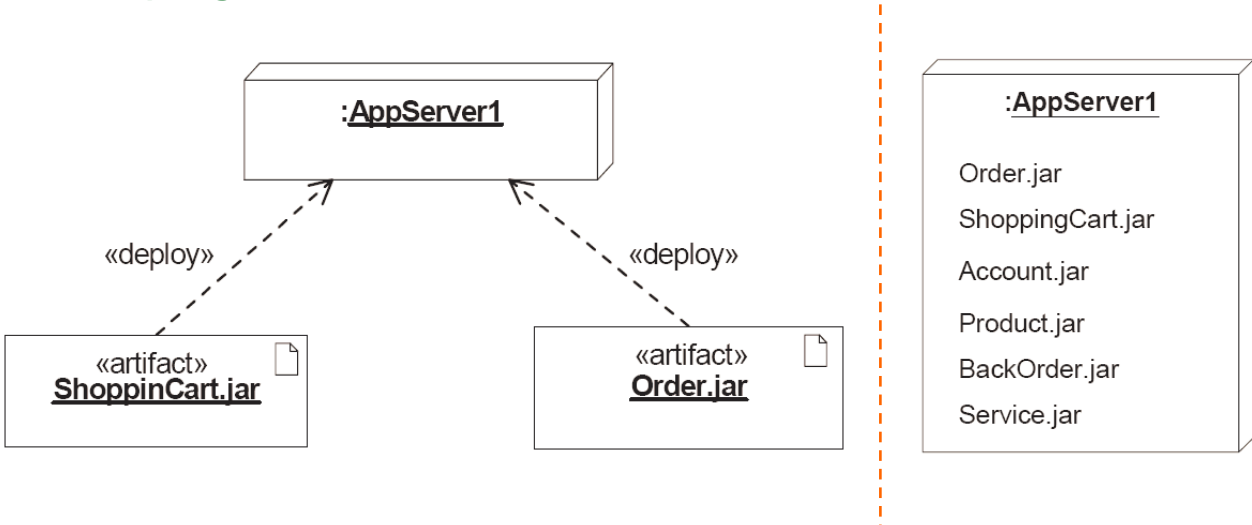 :AppServer1
«deploy»
«deploy»
«artifact»
ShoppinCart.jar
«artifact»
Order.jar
:AppServer1
Order.jar
ShoppingCart.jar
Account.jar
Product.jar
BackOrder.jar
Service.jar